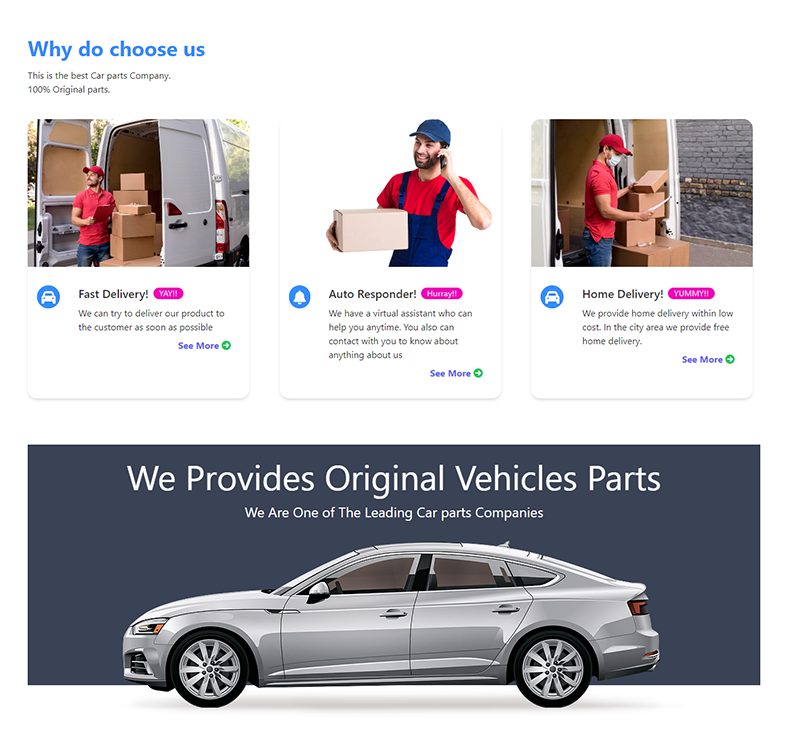 Why do choose us
This is the best Car parts Company.
100% Original parts.
Fast Delivery! YAY!!
We can try to deliver our product to
the customer as soon as possible
See More
Auto Responder! Hurray!!
We have a virtual assistant who can
help you anytime. You also can
contact with you to know about
anything about us
See More
Home Delivery! YUMMY!!
We provide home delivery within low
cost. In the city area we provide free
home delivery.
See More
We Provides Original Vehicles Parts
We Are One of The Leading Car parts Companies